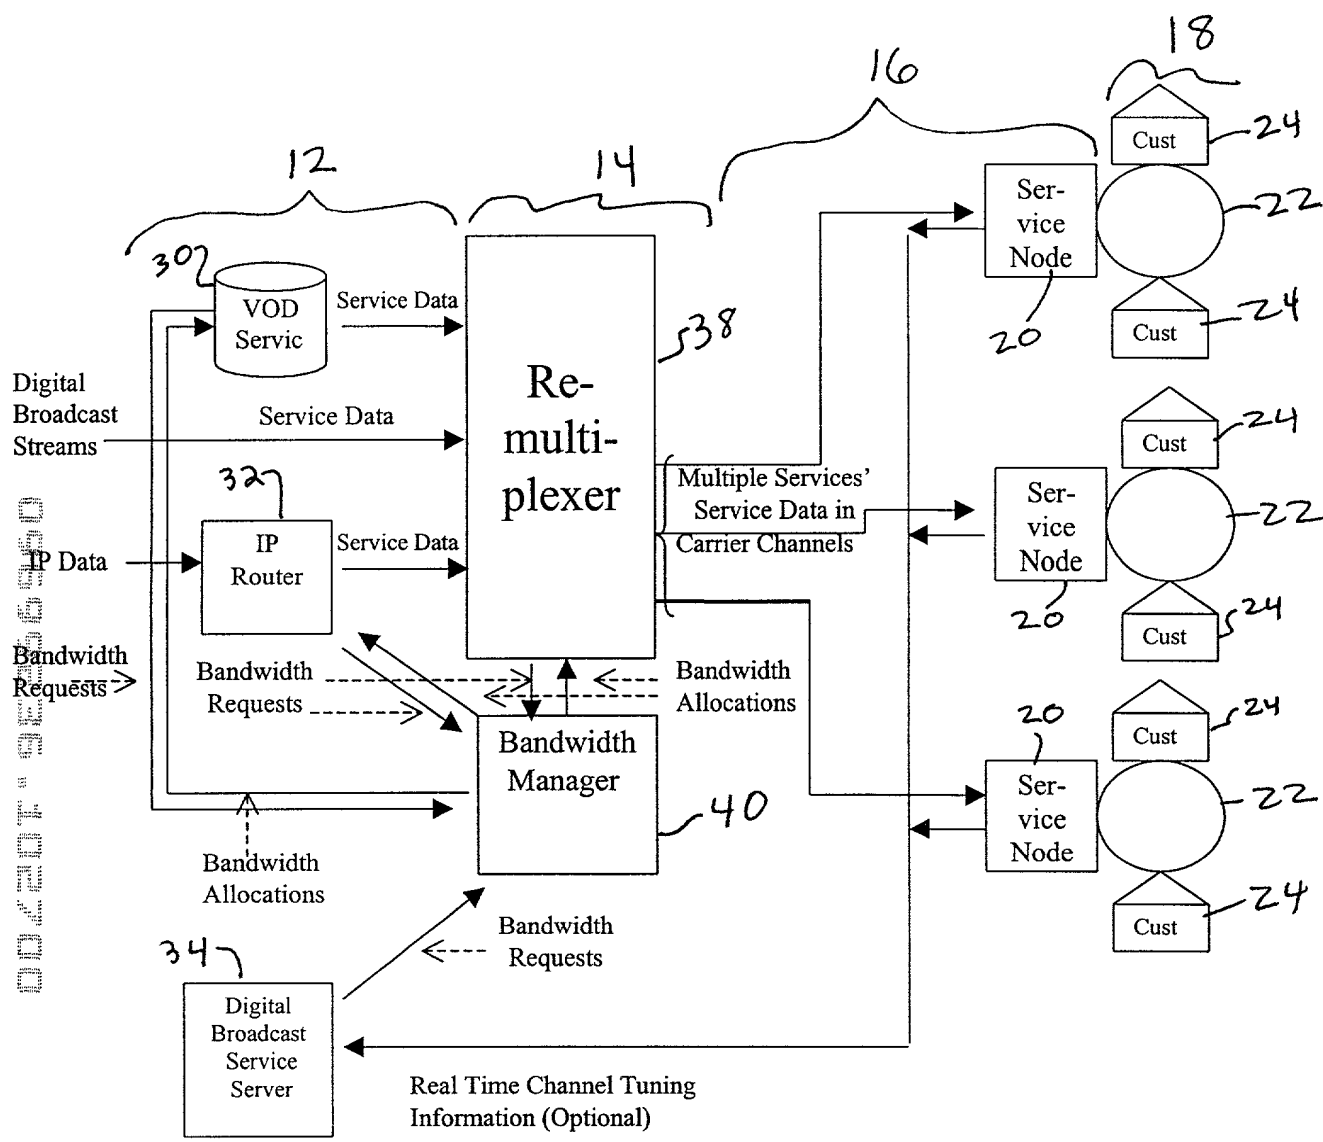 16
18
Cust
24
Ser-
vice
Node
20
22
Cust
24
12
14
30
VOD
Servic
Service Data
38
Digital
Broadcast
Streams
Service Data
Re-
multi-
plexer
Cust
24
Ser-
vice
Node
20
22
Cust
24
Multiple Services’
Service Data in
Carrier Channels
32
IP Data
IP
Router
Service Data
Bandwidth
Requests
Bandwidth
Requests
Bandwidth
Allocations
Bandwidth
Manager
40
Cust
24
20
Ser-
vice
Node
22
Cust
24
Bandwidth
Allocations
Bandwidth
Requests
34
Digital
Broadcast
Service
Server
Real Time Channel Tuning
Information (Optional)